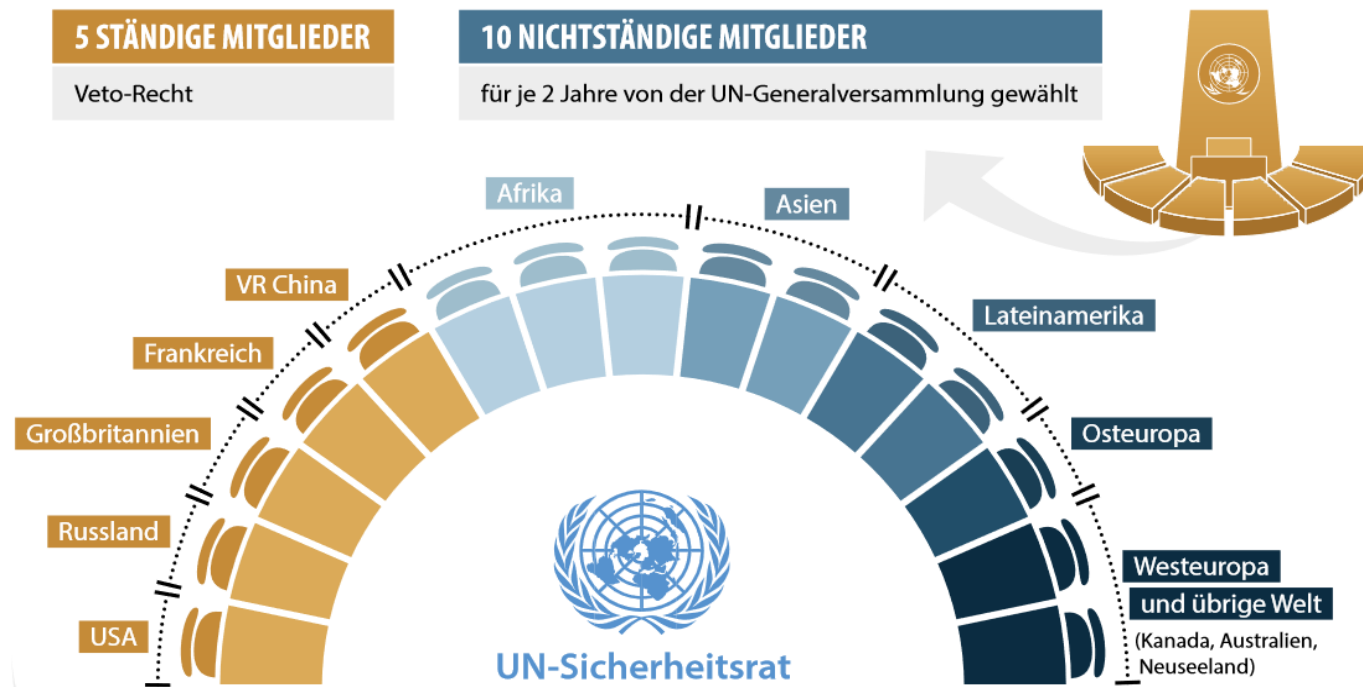 5 STÄNDIGE MITGLIEDER
Veto-Recht
10 NICHTSTÄNDIGE MITGLIEDER
für je 2 Jahre von der UN-Generalversammlung gewählt
Afrika
Asien
VR China
Lateinamerika
Frankreich
Großbritannien
Osteuropa
Russland
Westeuropa
und übrige Welt
(Kanada, Australien,
Neuseeland)
USA
UN-Sicherheitsrat